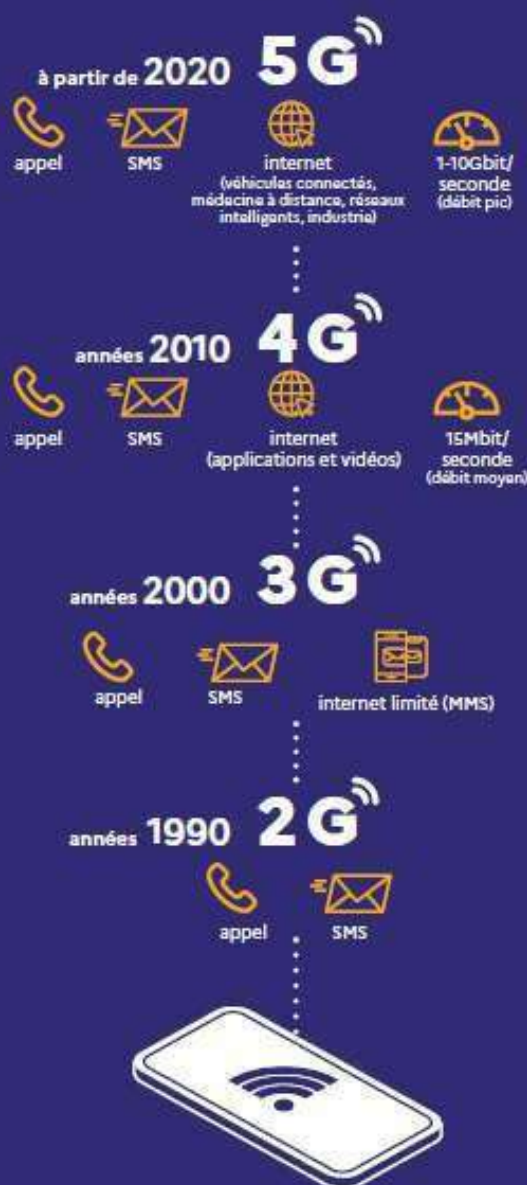 à partir de 2020 5G
appel
SMS
internet
(véhicules connectés,
médecine à distance, réseaux
intelligents, industrie)
1-10Gbit/
seconde
(débit pic)
années 2010 4G
appel
SMS
internet
(applications et vidéos)
15Mbit/
seconde
(débit moyen)
années 2000 3G
appel
SMS
internet limité (MMS)
années 1990 2G
appel
SMS